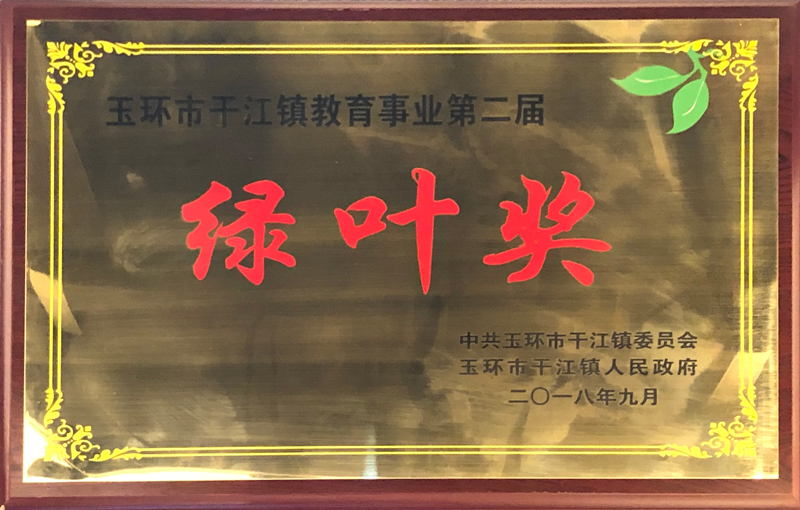 玉环市干江镇教育事业第二届
绿叶奖
中共玉环市干江镇委员会
玉环市干江镇人民政府
二〇一八年九月